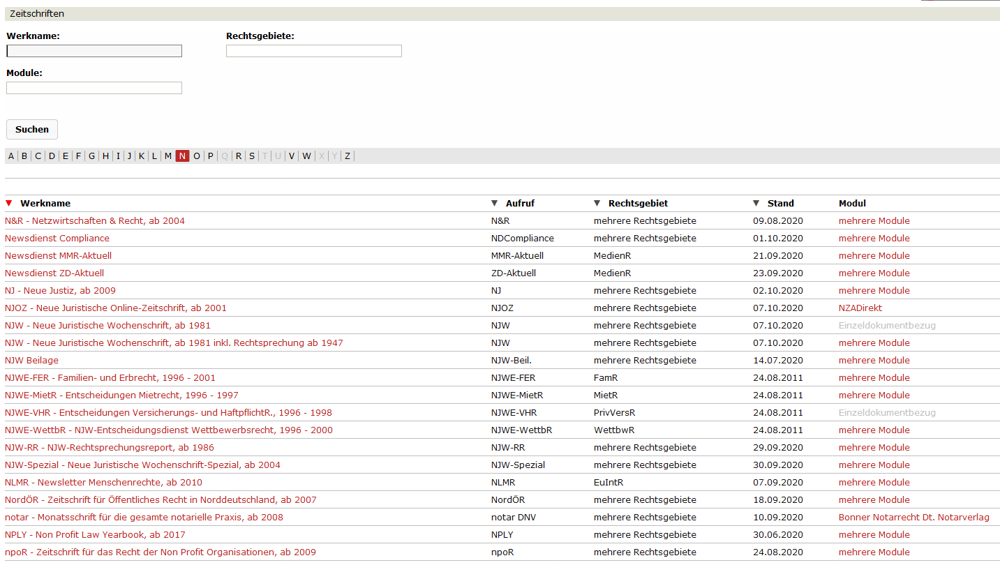 Zeitschriften
Werkname: Rechtsgebiete:
Module:
Suchen
A B C D E F G H I J K L M N O P Q R S T U V W X Y Z
Werkname Aufruf Rechtsgebiet Stand Modul
N&R - Netzwirtschaften & Recht, ab 2004 N&R mehrere Rechtsgebiete 09.08.2020 mehrere Module
Newsdienst Compliance NDCompliance mehrere Rechtsgebiete 01.10.2020 mehrere Module
Newsdienst MMR-Aktuell MMR-Aktuell MedienR 21.09.2020 mehrere Module
Newsdienst ZD-Aktuell ZD-Aktuell MedienR 23.09.2020 mehrere Module
NJ - Neue Justiz, ab 2009 NJ mehrere Rechtsgebiete 02.10.2020 mehrere Module
NJOZ - Neue Juristische Online-Zeitschrift, ab 2001 NJOZ mehrere Rechtsgebiete 07.10.2020 NZADirekt
NJW - Neue Juristische Wochenschrift, ab 1981 NJW mehrere Rechtsgebiete 07.10.2020 Einzeldokumentbezug
NJW - Neue Juristische Wochenschrift, ab 1981 inkl. Rechtsprechung ab 1947 NJW mehrere Rechtsgebiete 07.10.2020 mehrere Module
NJW Beilage NJW-Beil. mehrere Rechtsgebiete 14.07.2020 mehrere Module
NJWE-FER - Familien- und Erbrecht, 1996 - 2001 NJWE-FER FamR 24.08.2011 mehrere Module
NJWE-MietR - Entscheidungen Mietrecht, 1996 - 1997 NJWE-MietR MietR 24.08.2011 mehrere Module
NJWE-VHR - Entscheidungen Versicherungs- und HaftpflichtR., 1996 - 1998 NJWE-VHR PrivVersR 24.08.2011 Einzeldokumentbezug
NJWE-WettbR - NJW-Entscheidungsdienst Wettbewerbsrecht, 1996 - 2000 NJWE-WettbR WettbwR 24.08.2011 mehrere Module
NJW-RR - NJW-Rechtsprechungsreport, ab 1986 NJW-RR mehrere Rechtsgebiete 29.09.2020 mehrere Module
NJW-Spezial - Neue Juristische Wochenschrift-Spezial, ab 2004 NJW-Spezial mehrere Rechtsgebiete 30.09.2020 mehrere Module
NLMR - Newsletter Menschenrechte, ab 2010 NLMR EuIntR 07.09.2020 mehrere Module
NordÖR - Zeitschrift für Öffentliches Recht in Norddeutschland, ab 2007 NordÖR mehrere Rechtsgebiete 18.09.2020 mehrere Module
notar - Monatsschrift für die gesamte notarielle Praxis, ab 2008 notar DNV mehrere Rechtsgebiete 10.09.2020 Bonner Notarrecht Dt. Notarverlag
NPLY - Non Profit Law Yearbook, ab 2017 NPLY mehrere Rechtsgebiete 30.06.2020 mehrere Module
npoR - Zeitschrift für das Recht der Non Profit Organisationen, ab 2009 npoR mehrere Rechtsgebiete 24.08.2020 mehrere Module